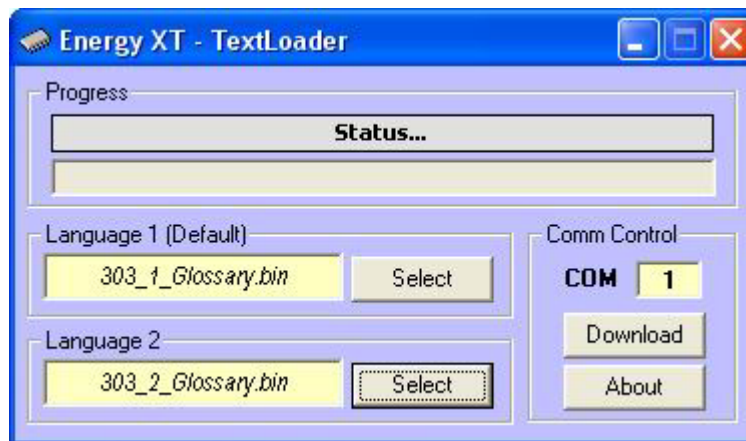 Energy XT - TextLoader
Progress
Status...
Language 1 (Default)
303_1_Glossary.bin
Select
Language 2
303_2_Glossary.bin
Select
Comm Control
COM 1
Download
About